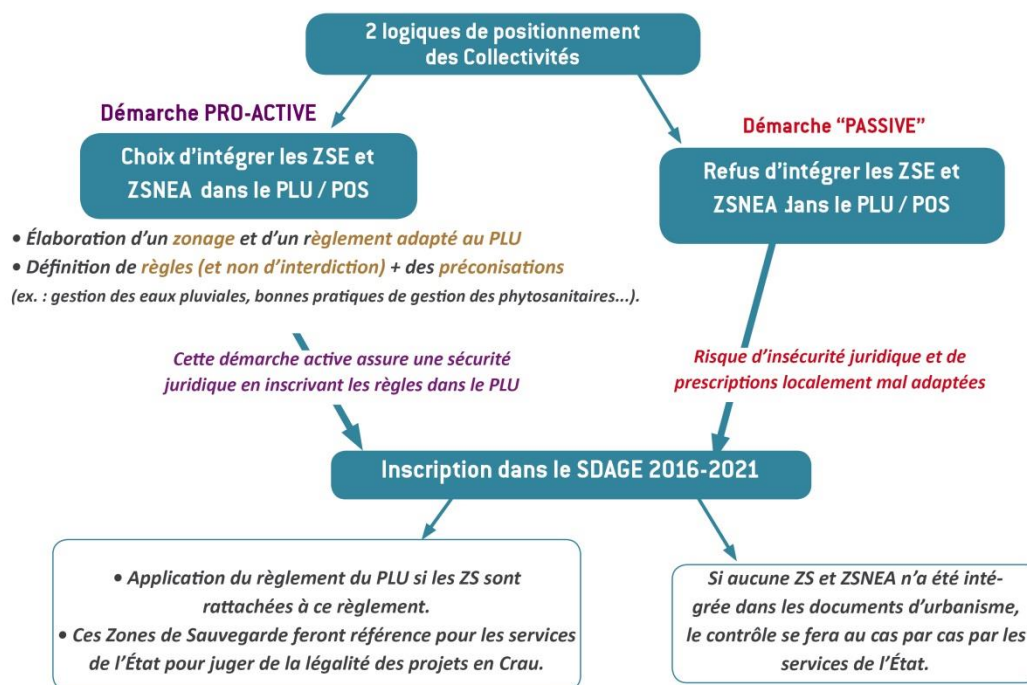 2 logiques de positionnement
des Collectivités
Démarche PRO-ACTIVE
Choix d'intégrer les ZSE et
ZSNEA dans le PLU / POS
• Élaboration d'un zonage et d'un règlement adapté au PLU
• Définition de règles (et non d'interdiction) + des préconisations
(ex. : gestion des eaux pluviales, bonnes pratiques de gestion des phytosanitaires...).
Cette démarche active assure une sécurité
juridique en inscrivant les règles dans le PLU
Démarche “PASSIVE”
Refus d'intégrer les ZSE et
ZSNEA dans le PLU / POS
Risque d'insécurité juridique et de
prescriptions localement mal adaptées
Inscription dans le SDAGE 2016-2021
• Application du règlement du PLU si les ZS sont
rattachées à ce règlement.
• Ces Zones de Sauvegarde feront référence pour les services
de l'État pour juger de la légalité des projets en Crau.
Si aucune ZS et ZSNEA n'a été inté-
grée dans les documents d'urbanisme,
le contrôle se fera au cas par cas par les
services de l'État.